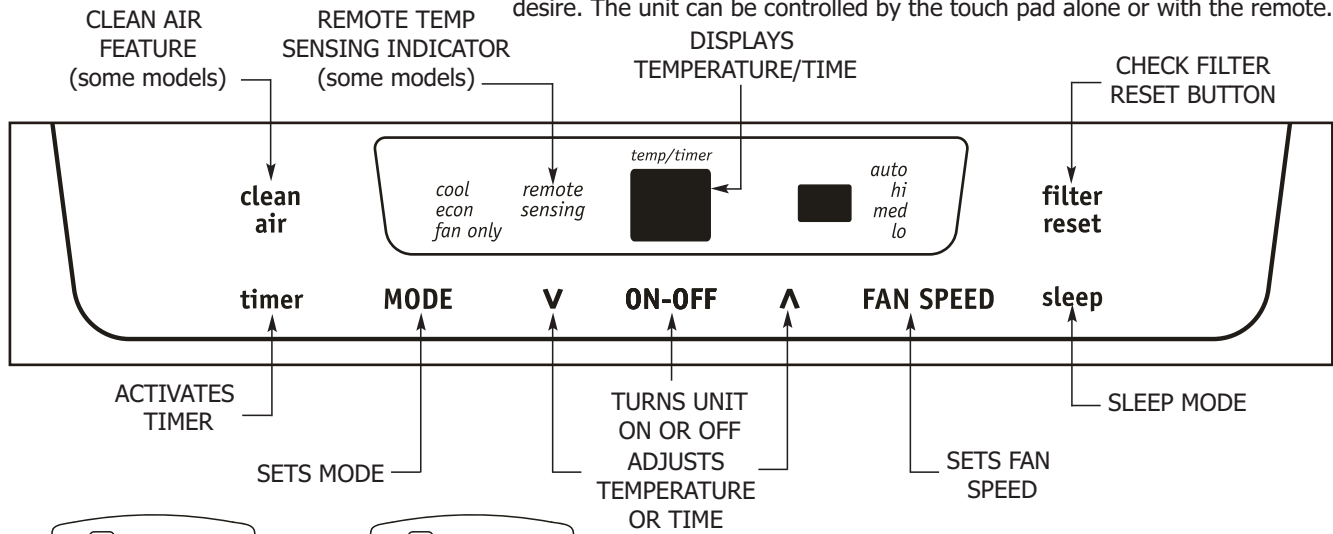 desire. The unit can be controlled by the touch pad alone or with the remote.
CLEAN AIR
FEATURE
(some models)
REMOTE TEMP
SENSING INDICATOR
(some models)
DISPLAYS
TEMPERATURE/TIME
CHECK FILTER
RESET BUTTON
clean
air
cool
econ
fan only
remote
sensing
temp/timer
auto
hi
med
lo
filter
reset
timer
MODE
V
ON-OFF
Λ
FAN SPEED
sleep
ACTIVATES
TIMER
SETS MODE
TURNS UNIT
ON OR OFF
ADJUSTS
TEMPERATURE
OR TIME
SETS FAN
SPEED
SLEEP MODE